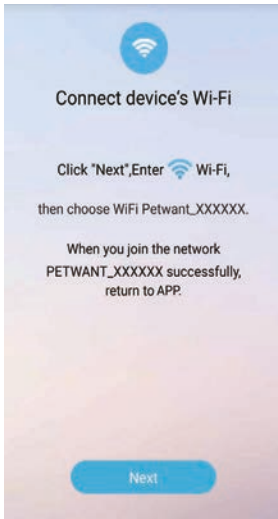 Connect device's Wi-Fi
Click "Next",Enter Wi-Fi,
then choose WiFi Petwant_XXXXXX.
When you join the network
PETWANT_XXXXXX successfully,
return to APP.
Next